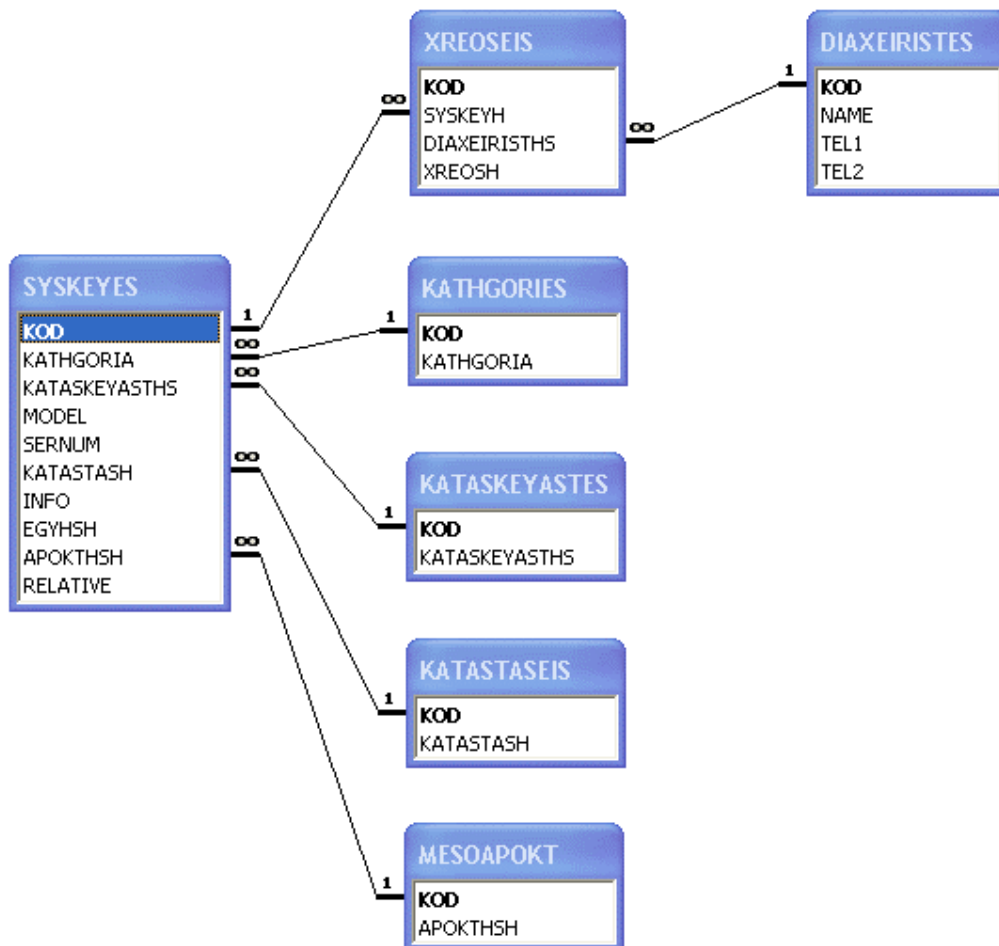 XREOSEIS
KOD
SYSKEYH
DIAXEIRISTHS
XREOSH
∞
∞
DIAXEIRISTES
KOD
NAME
TEL1
TEL2
1
SYSKEYES
KOD
KATHGORIA
KATASKEYASTHS
MODEL
SERNUM
KATASTASH
INFO
EGYHSH
APOKTHSH
RELATIVE
1
∞
∞
∞
∞
KATHGORIES
KOD
KATHGORIA
1
KATASKEYASTES
KOD
KATASKEYASTHS
1
KATASTASEIS
KOD
KATASTASH
1
MESOAPOKT
KOD
APOKTHSH
1